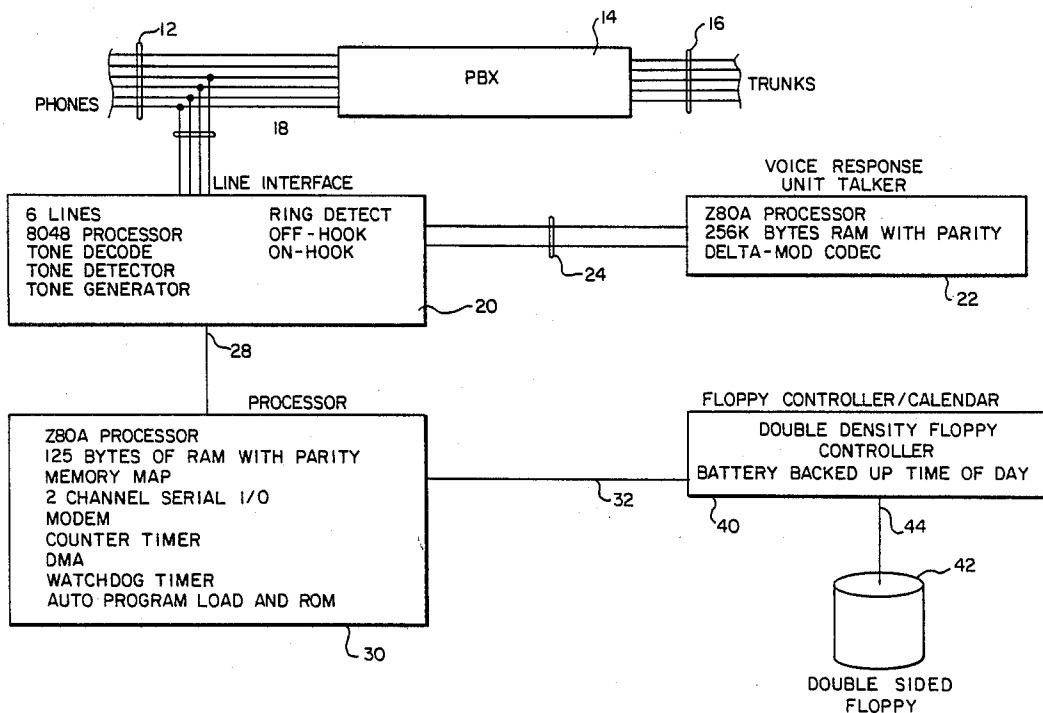 12
14
16
PBX
PHONES
TRUNKS
18
LINE INTERFACE
6 LINES
8048 PROCESSOR
TONE DECODE
TONE DETECTOR
TONE GENERATOR
RING DETECT
OFF-HOOK
ON-HOOK
20
24
VOICE RESPONSE
UNIT TALKER
Z80A PROCESSOR
256K BYTES RAM WITH PARITY
DELTA-MOD CODEC
22
28
PROCESSOR
Z80A PROCESSOR
125 BYTES OF RAM WITH PARITY
MEMORY MAP
2 CHANNEL SERIAL I/O
MODEM
COUNTER TIMER
DMA
WATCHDOG TIMER
AUTO PROGRAM LOAD AND ROM
30
32
FLOPPY CONTROLLER/CALENDAR
DOUBLE DENSITY FLOPPY
CONTROLLER
BATTERY BACKED UP TIME OF DAY
40
44
42
DOUBLE SIDED
FLOPPY